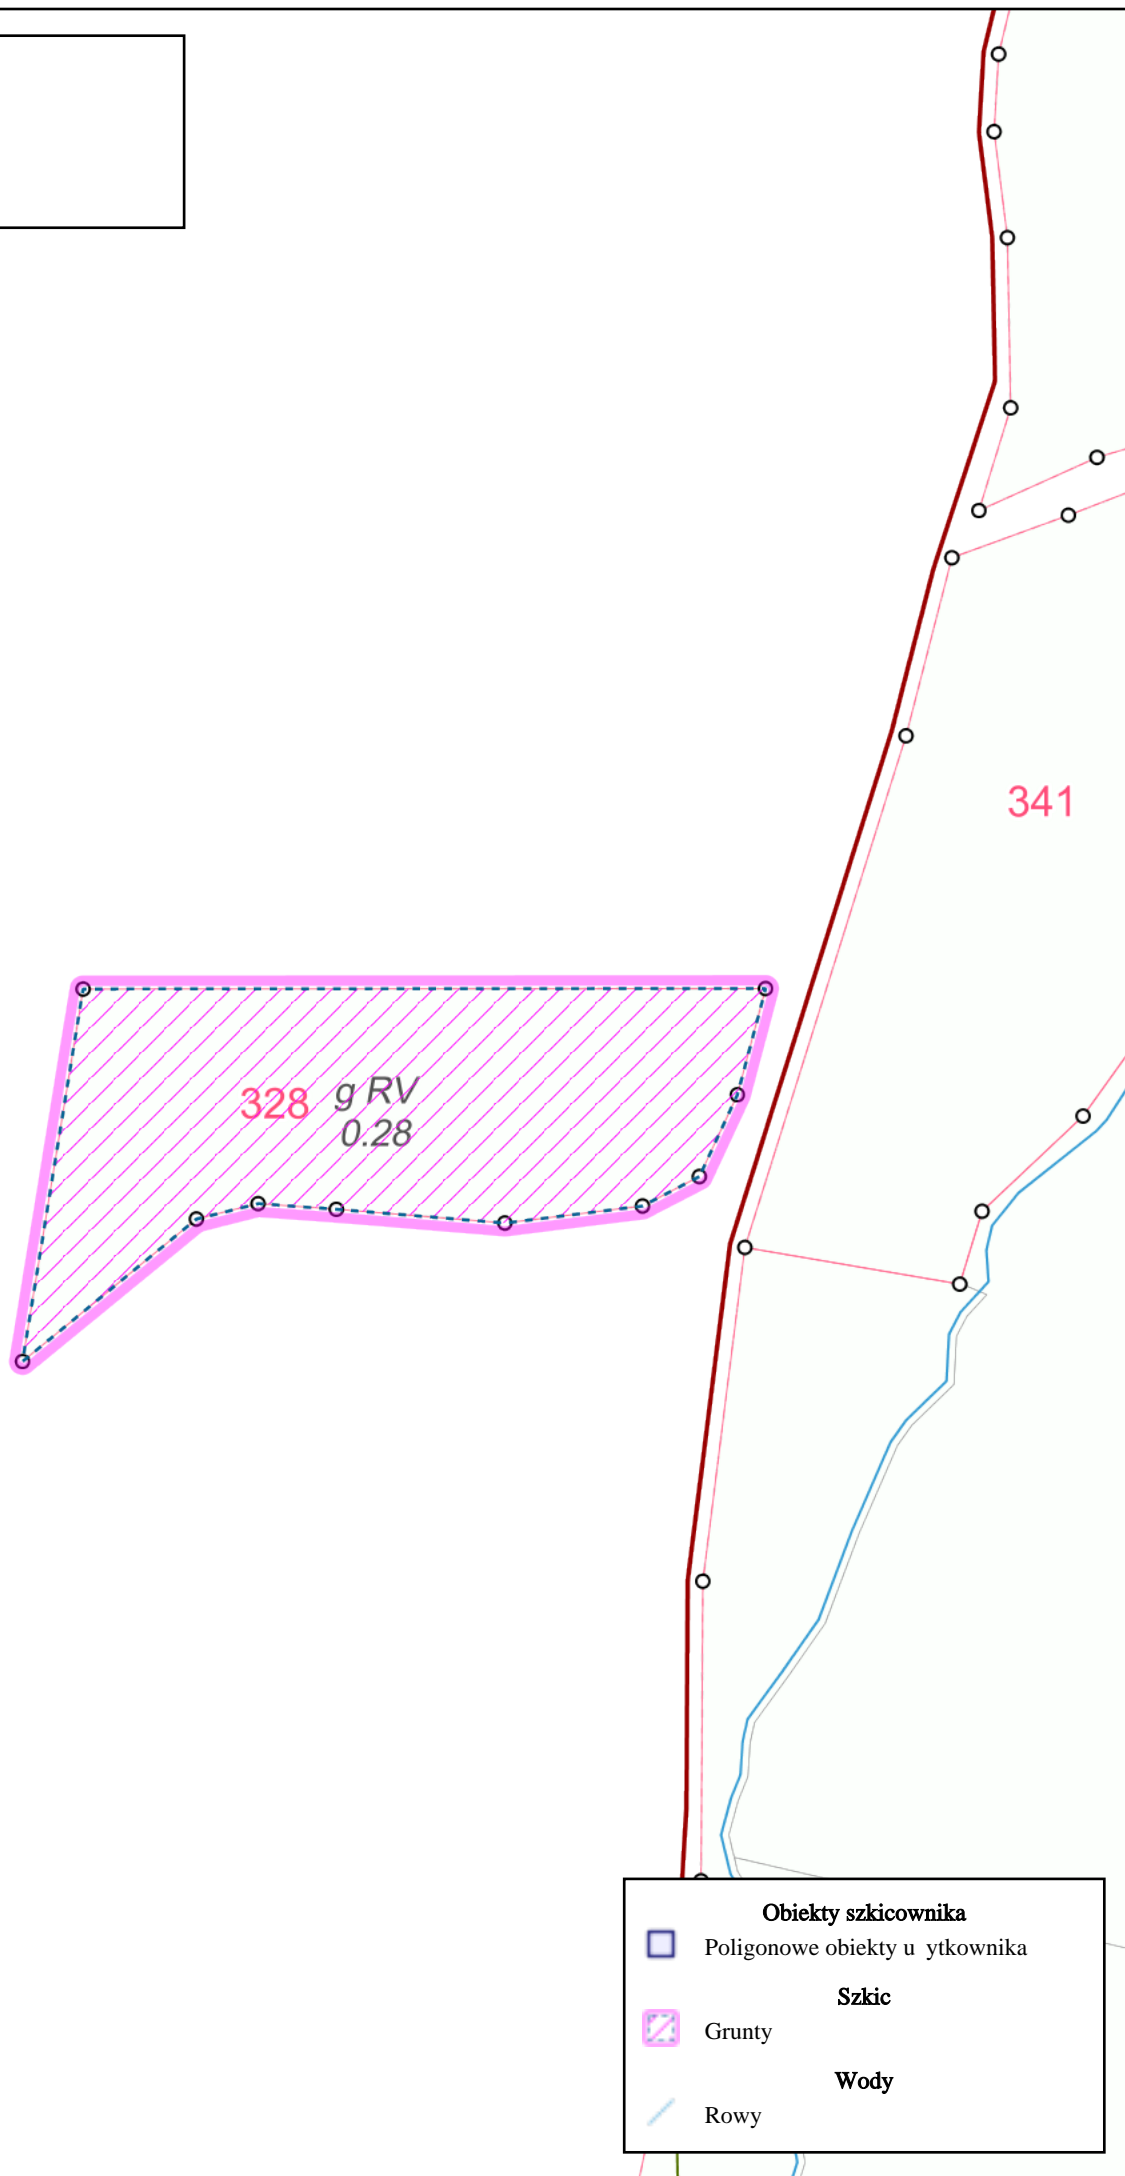 341
328 g RV
0.28
Obiekty szkicownika
Poligonowe obiekty u ytkownika
Szkic
Grunty
Wody
Rowy